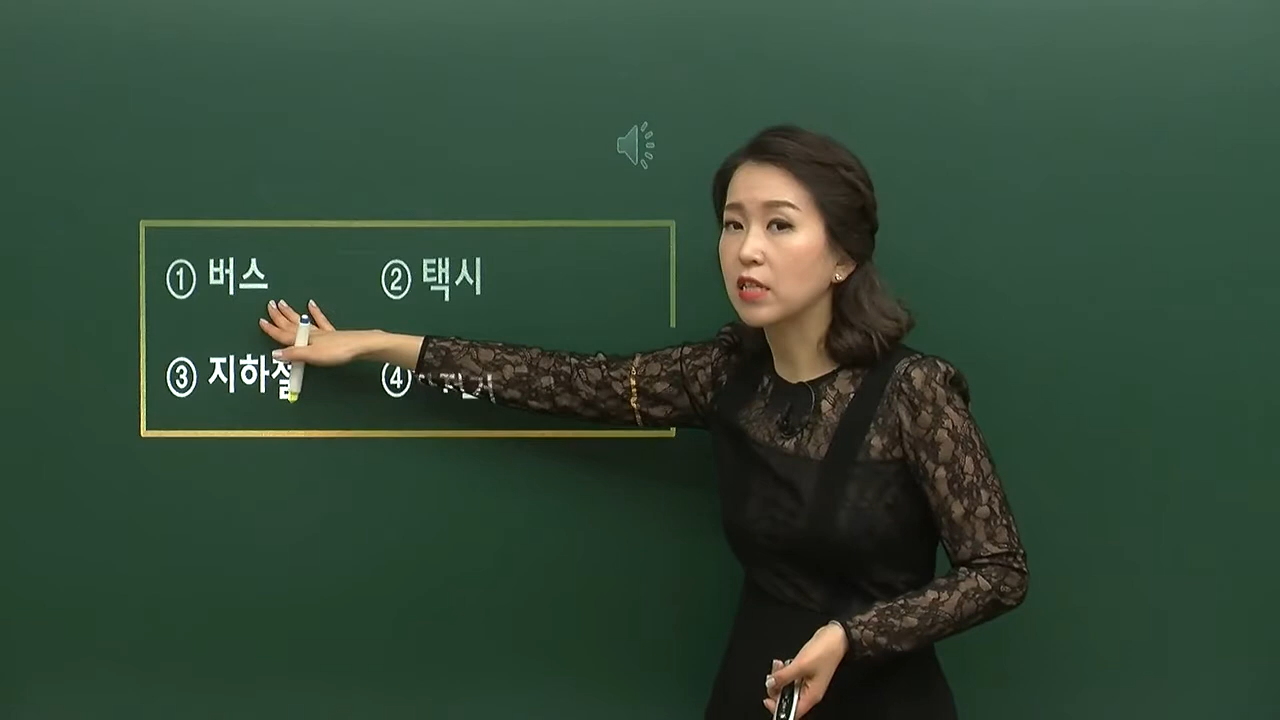 ① 버스 ② 택시
③ 지하철 ④